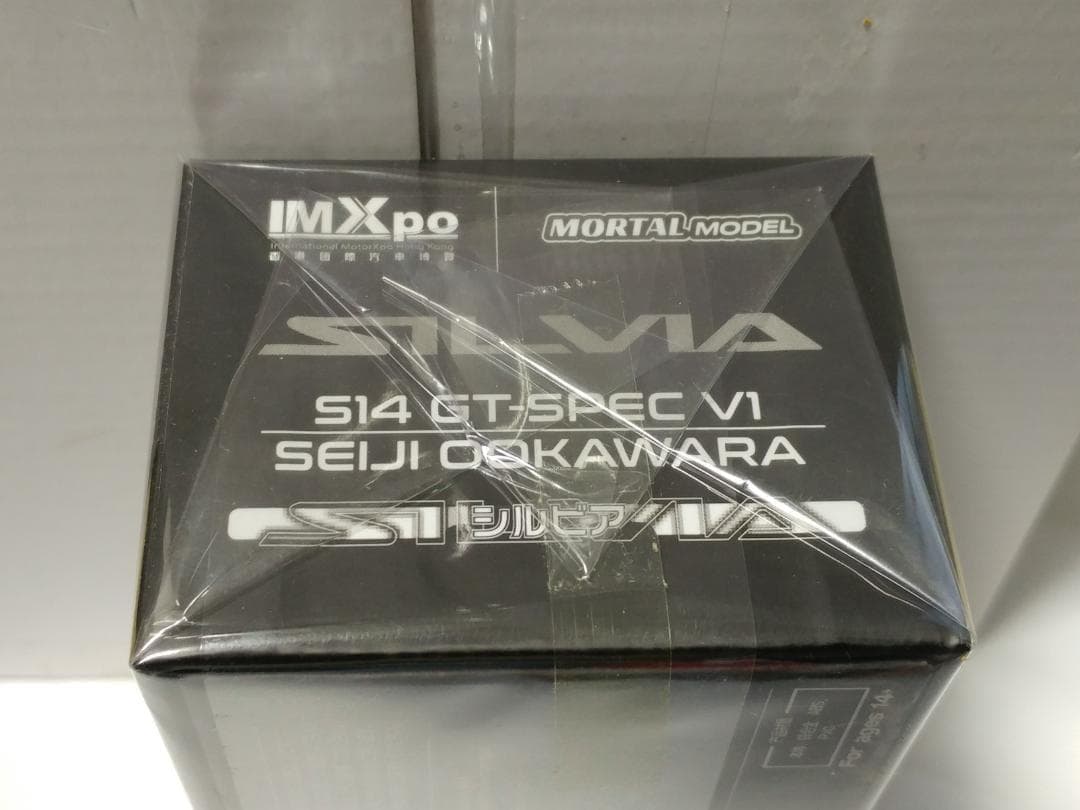 IMXpo
International MotorXpo Hong Kong
香港國際汽車博覽
MORTAL MODEL
SILVIA
S14 GT-SPEC V1
SEIJI OOKAWARA
シルビア
For ages 14+